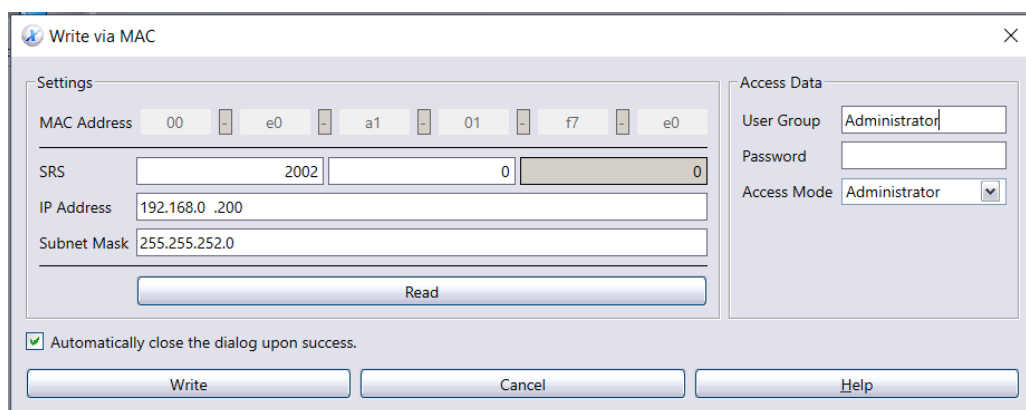 Write via MAC
Settings
MAC Address 00 - e0 - a1 - 01 - f7 - e0
SRS 2002 0 0
IP Address 192.168.0 .200
Subnet Mask 255.255.252.0
Read
Access Data
User Group Administrator
Password
Access Mode Administrator
Automatically close the dialog upon success.
Write Cancel Help